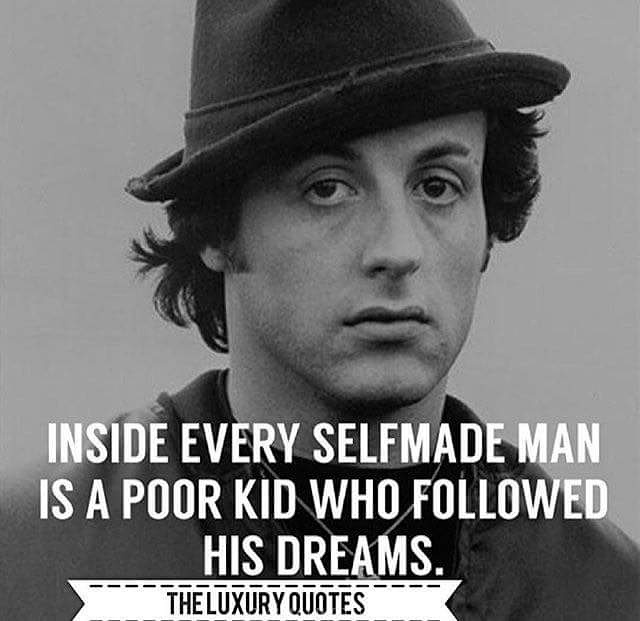 INSIDE EVERY SELFMADE MAN
IS A POOR KID WHO FOLLOWED
HIS DREAMS.
THE LUXURY QUOTES